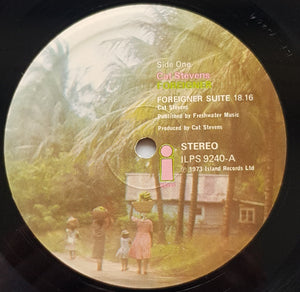 Side One
Cat Stevens
FOREIGNER
FOREIGNER SUITE 18.16
Cat Stevens
Published by Freshwater Music
Produced by Cat Stevens
i
STEREO
ILPS 9240-A
℗ 1973 Island Records Ltd